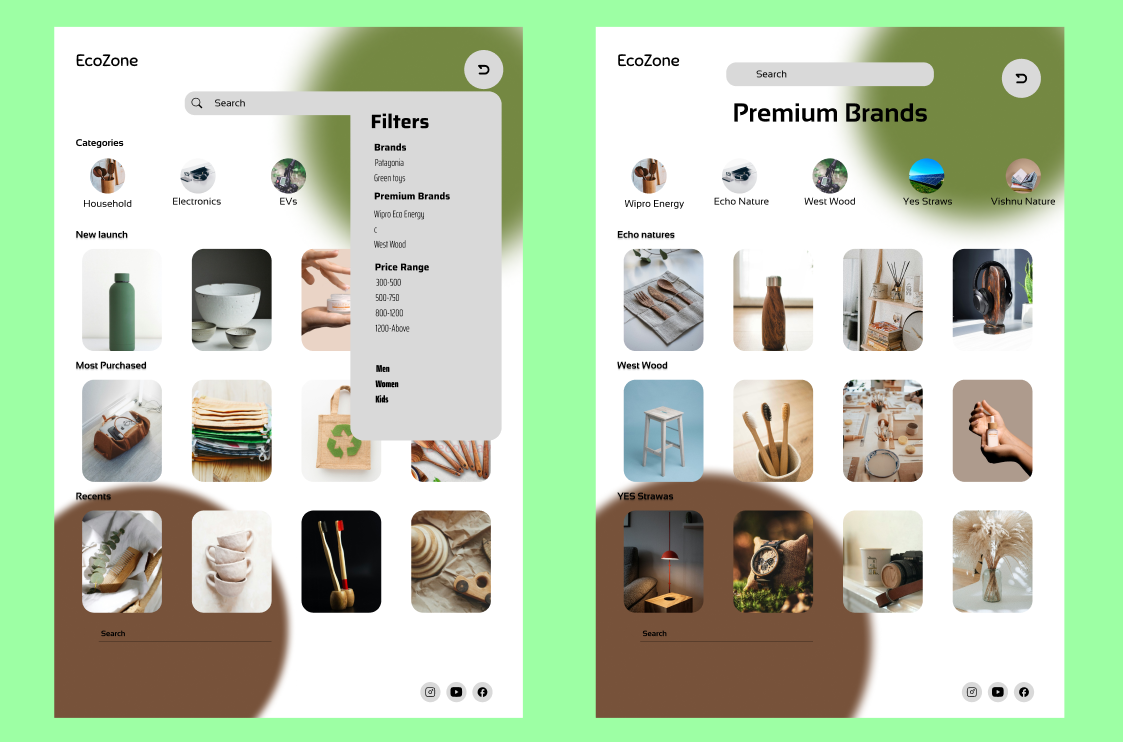 EcoZone
Search
Filters
Brands
Patagonia
Green toys
Premium Brands
Wipro Eco Energy
c
West Wood
Price Range
300-500
500-750
800-1200
1200-Above
Men
Women
Kids
Categories
Household
Electronics
EVs
New launch
Most Purchased
Recents
Search
EcoZone
Search
Premium Brands
Wipro Energy
Echo Nature
West Wood
Yes Straws
Vishnu Nature
Echo natures
West Wood
YES Strawas
Search